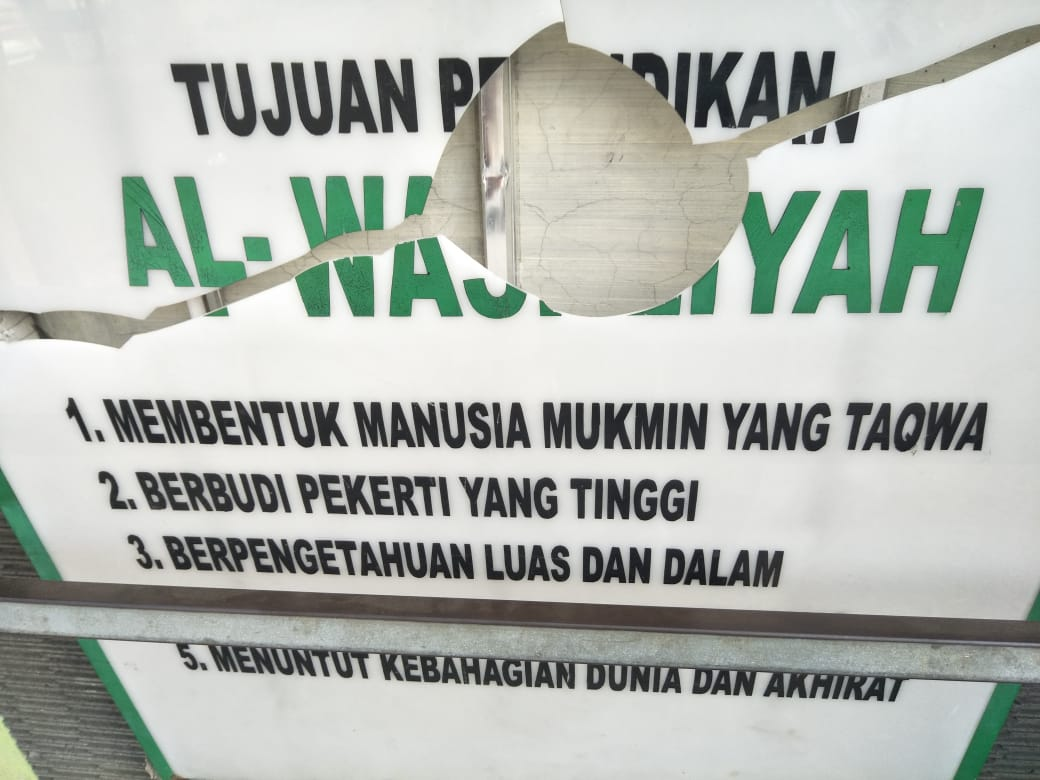 TUJUAN
AL-
1. MEMBENTUK MANUSIA MUKMIN YANG TAQWA
2. BERBUDI PEKERTI YANG TINGGI
3. BERPENGETAHUAN LUAS DAN DALAM
5. MENUNTUT KEBAHAGIAN DUNIA DAN AKHIRAT